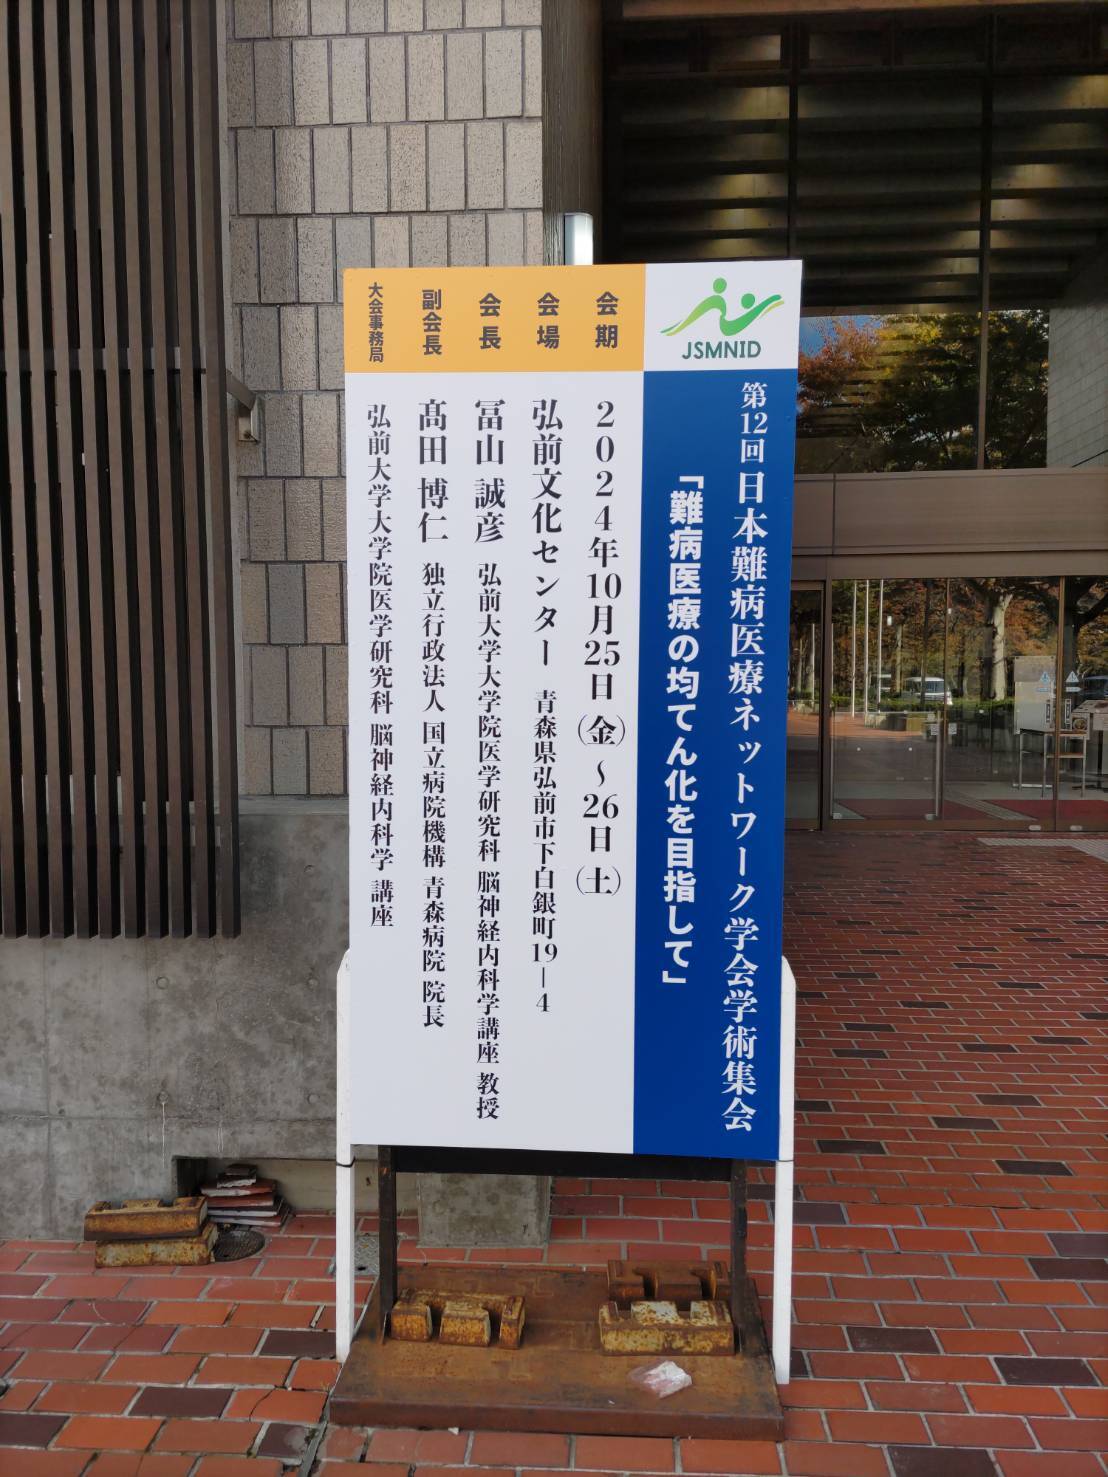 JSMNID
第12回 日本難病医療ネットワーク学会学術集会
「難病医療の均てん化を目指して」
会期 2024年10月25日(金)~26日(土)
会場 弘前文化センター 青森県弘前市下白銀町19-4
会長 冨山 誠彦 弘前大学大学院医学研究科 脳神経内科学講座 教授
副会長 髙田 博仁 独立行政法人 国立病院機構 青森病院 院長
大会事務局 弘前大学大学院医学研究科 脳神経内科学 講座